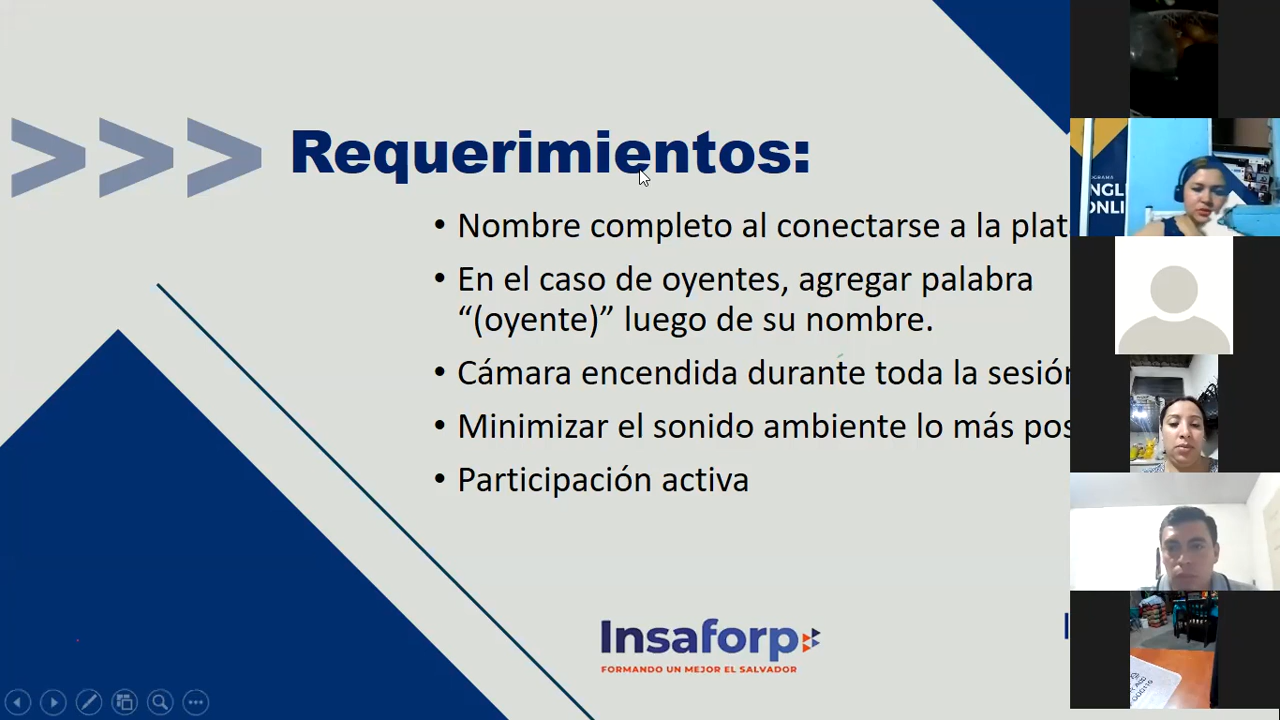 >>> Requerimientos:
• Nombre completo al conectarse a la plat
• En el caso de oyentes, agregar palabra
“(oyente)” luego de su nombre.
• Cámara encendida durante toda la sesión
• Minimizar el sonido ambiente lo más pos
• Participación activa
Insaforp
FORMANDO UN MEJOR EL SALVADOR
NGL
ONLI